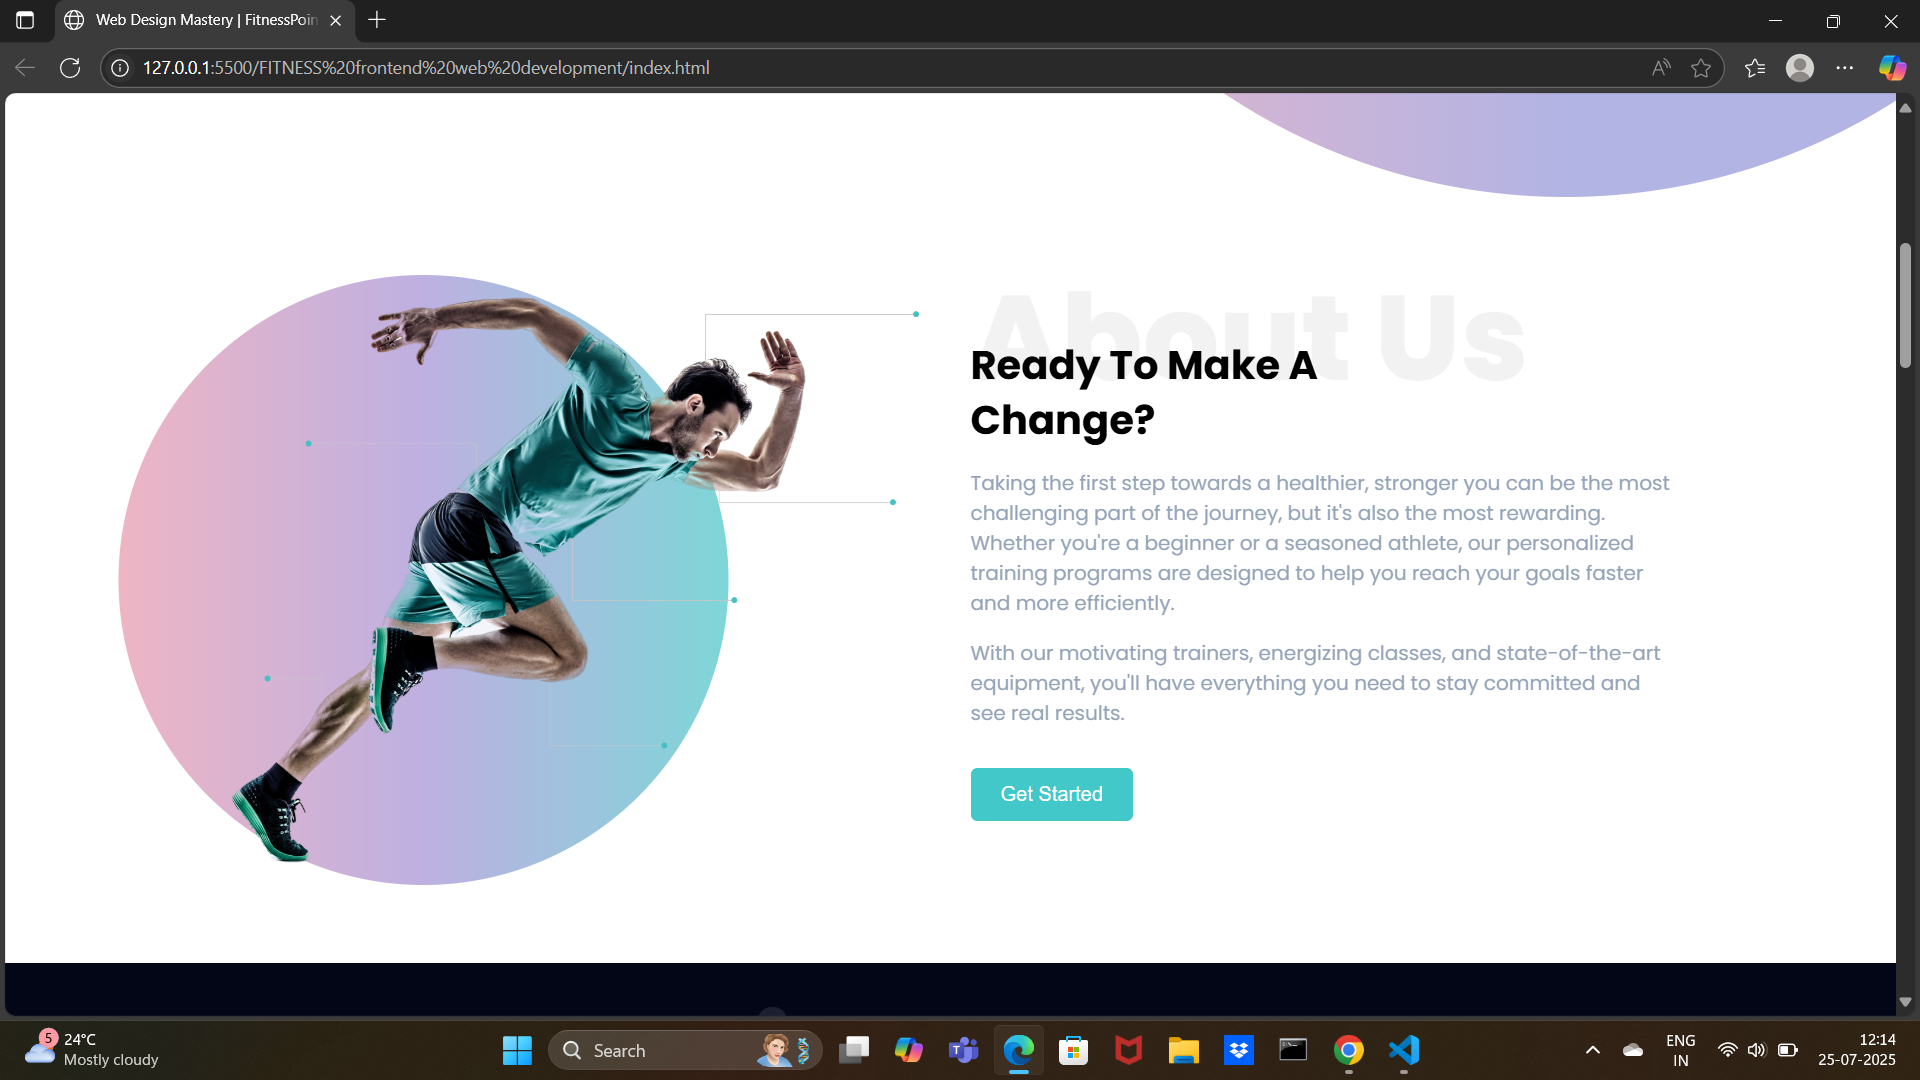 Web Design Mastery | FitnessPoin
127.0.0.1:5500/FITNESS%20frontend%20web%20development/index.html
About Us
Ready To Make A
Change?
Taking the first step towards a healthier, stronger you can be the most
challenging part of the journey, but it's also the most rewarding.
Whether you're a beginner or a seasoned athlete, our personalized
training programs are designed to help you reach your goals faster
and more efficiently.
With our motivating trainers, energizing classes, and state-of-the-art
equipment, you'll have everything you need to stay committed and
see real results.
Get Started
5
24°C
Mostly cloudy
Search
ENG
IN
12:14
25-07-2025